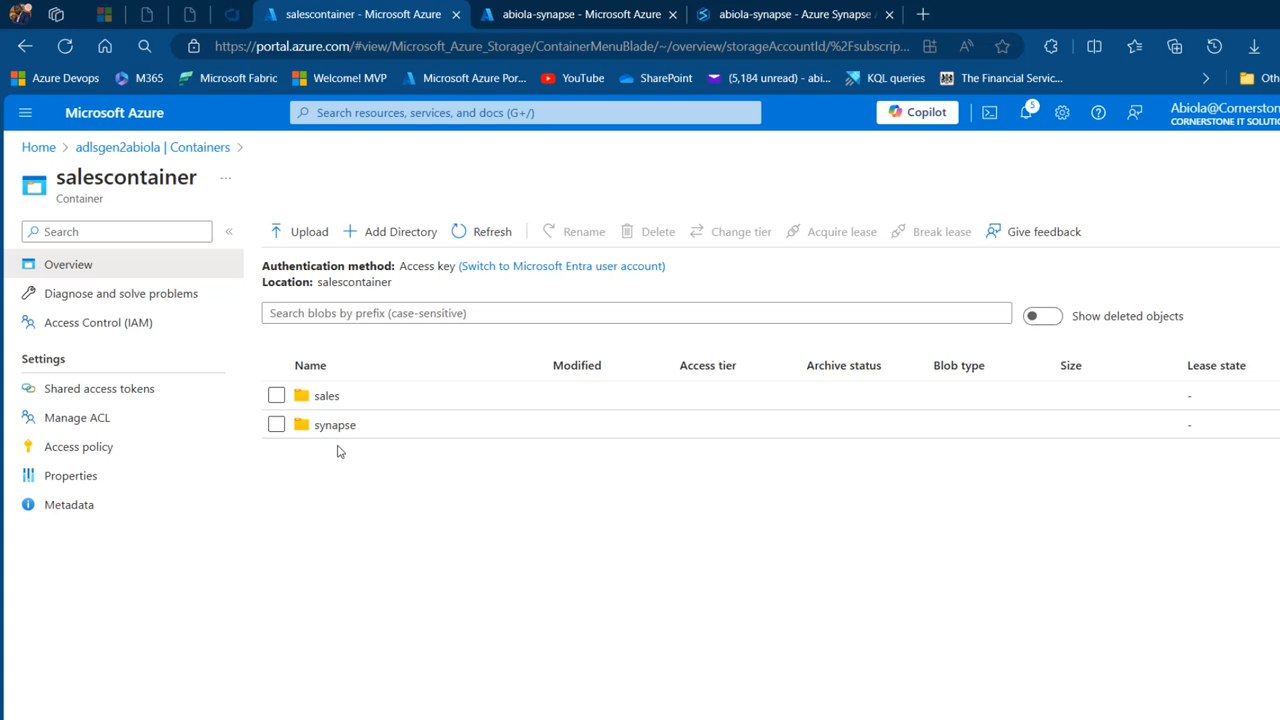 salescontainer - Microsoft Azure
abiola-synapse - Microsoft Azure
abiola-synapse - Azure Synapse
https://portal.azure.com/#view/Microsoft_Azure_Storage/ContainerMenuBlade/~/overview/storageAccountId/%2Fsubscrip...
Azure Devops
M365
Microsoft Fabric
Welcome! MVP
Microsoft Azure Por...
YouTube
SharePoint
(5,184 unread) - abi...
KQL queries
The Financial Servic...
Oth
Microsoft Azure
Search resources, services, and docs (G+/)
Copilot
5
Abiola@Cornerston
CORNERSTONE IT SOLUTIO
Home > adlsgen2abiola | Containers >
salescontainer ...
Container
Search
Upload
Add Directory
Refresh
Rename
Delete
Change tier
Acquire lease
Break lease
Give feedback
Overview
Authentication method: Access key (Switch to Microsoft Entra user account)
Location: salescontainer
Diagnose and solve problems
Access Control (IAM)
Search blobs by prefix (case-sensitive)
Show deleted objects
Settings
Shared access tokens
Manage ACL
Access policy
Properties
Metadata
Name Modified Access tier Archive status Blob type Size Lease state
sales -
synapse -